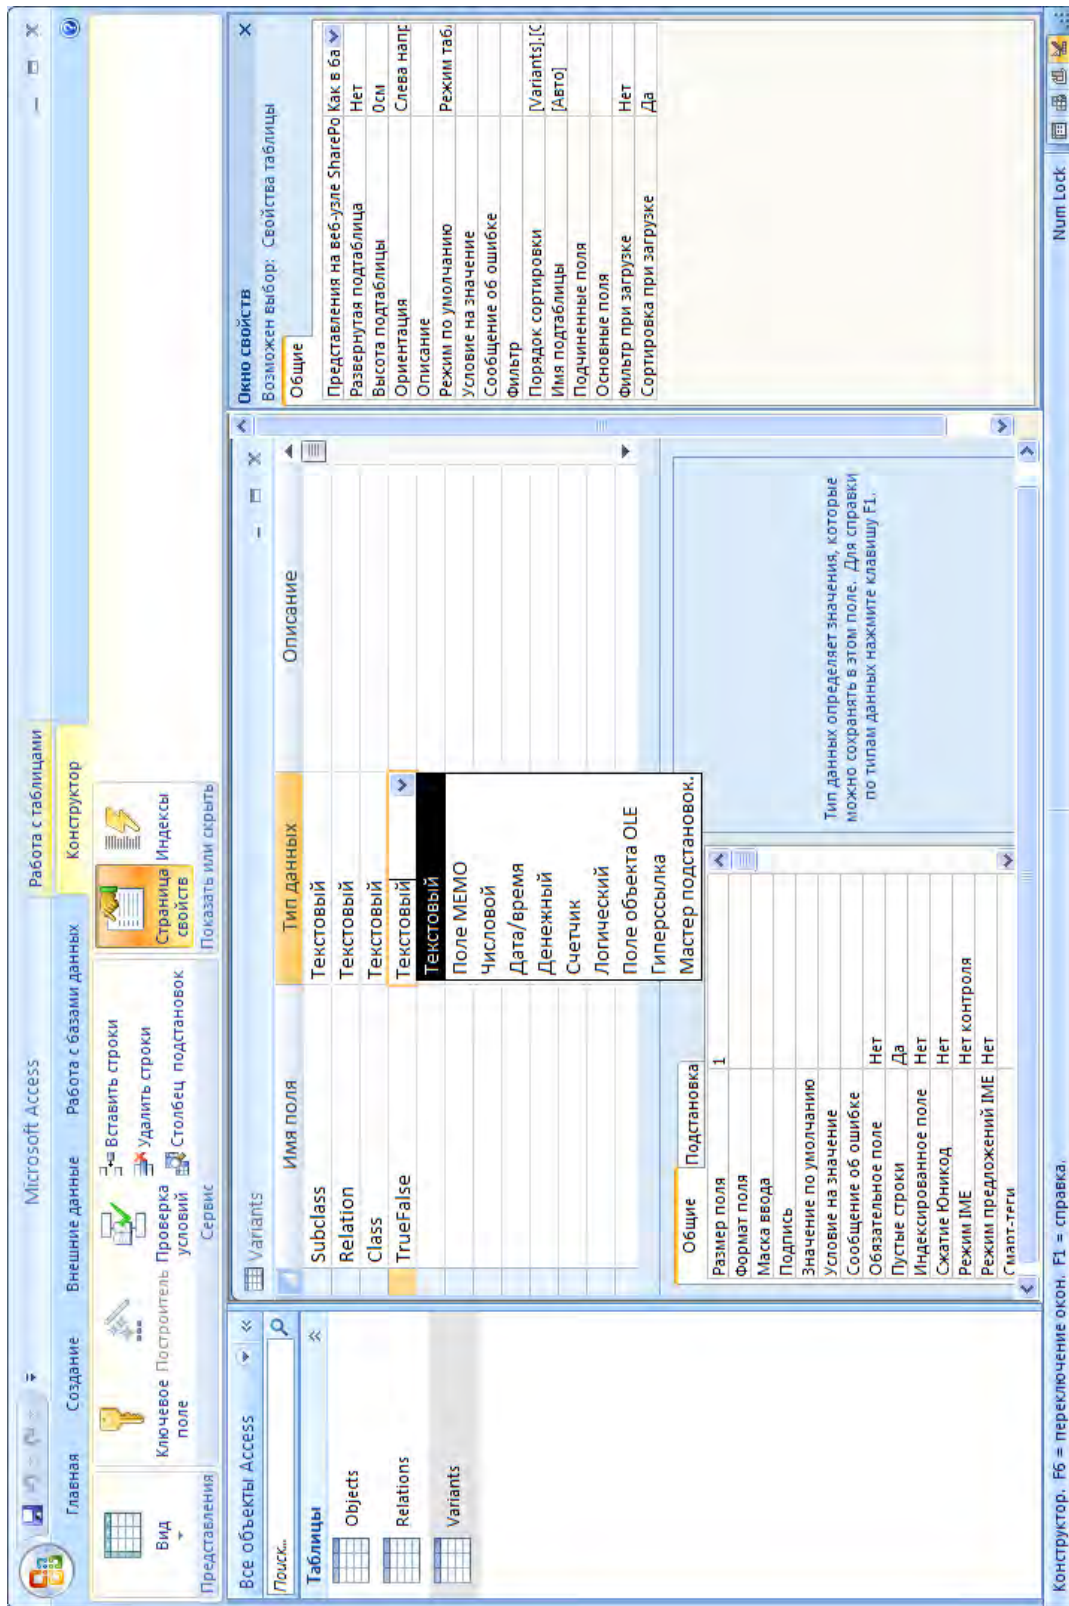 Microsoft Access
Работа с таблицами
Главная
Создание
Внешние данные
Работа с базами данных
Конструктор
Вид
Ключевое поле
Построитель
Проверка условий
Вставить строки
Удалить строки
Столбец подстановок
Страница свойств
Индексы
Представления
Сервис
Показать или скрыть
Все объекты Access
Поиск...
Таблицы
Objects
Relations
Variants
Variants
Имя поля Тип данных Описание
Subclass Текстовый
Relation Текстовый
Class Текстовый
TrueFalse Текстовый
Текстовый
Поле МЕМО
Числовой
Дата/время
Денежный
Счетчик
Логический
Поле объекта OLE
Гиперссылка
Мастер подстановок.
Общие Подстановка
Размер поля 1
Формат поля
Маска ввода
Подпись
Значение по умолчанию
Условие на значение
Сообщение об ошибке
Обязательное поле Нет
Пустые строки Да
Индексированное поле Нет
Сжатие Юникод Нет
Режим IME Нет контроля
Режим предложений IME Нет
Смарт-теги
Тип данных определяет значения, которые
можно сохранять в этом поле. Для справки
по типам данных нажмите клавишу F1.
Окно свойств
Возможен выбор: Свойства таблицы
Общие
Представления на веб-узле SharePo Как в ба
Развернутая подтаблица Нет
Высота подтаблицы 0см
Ориентация Слева напр
Описание
Режим по умолчанию Режим таб.
Условие на значение
Сообщение об ошибке
Фильтр
Порядок сортировки [Variants].[C
Имя подтаблицы [Авто]
Подчиненные поля
Основные поля
Фильтр при загрузке Нет
Сортировка при загрузке Да
Конструктор. F6 = переключение окон. F1 = справка.
Num Lock